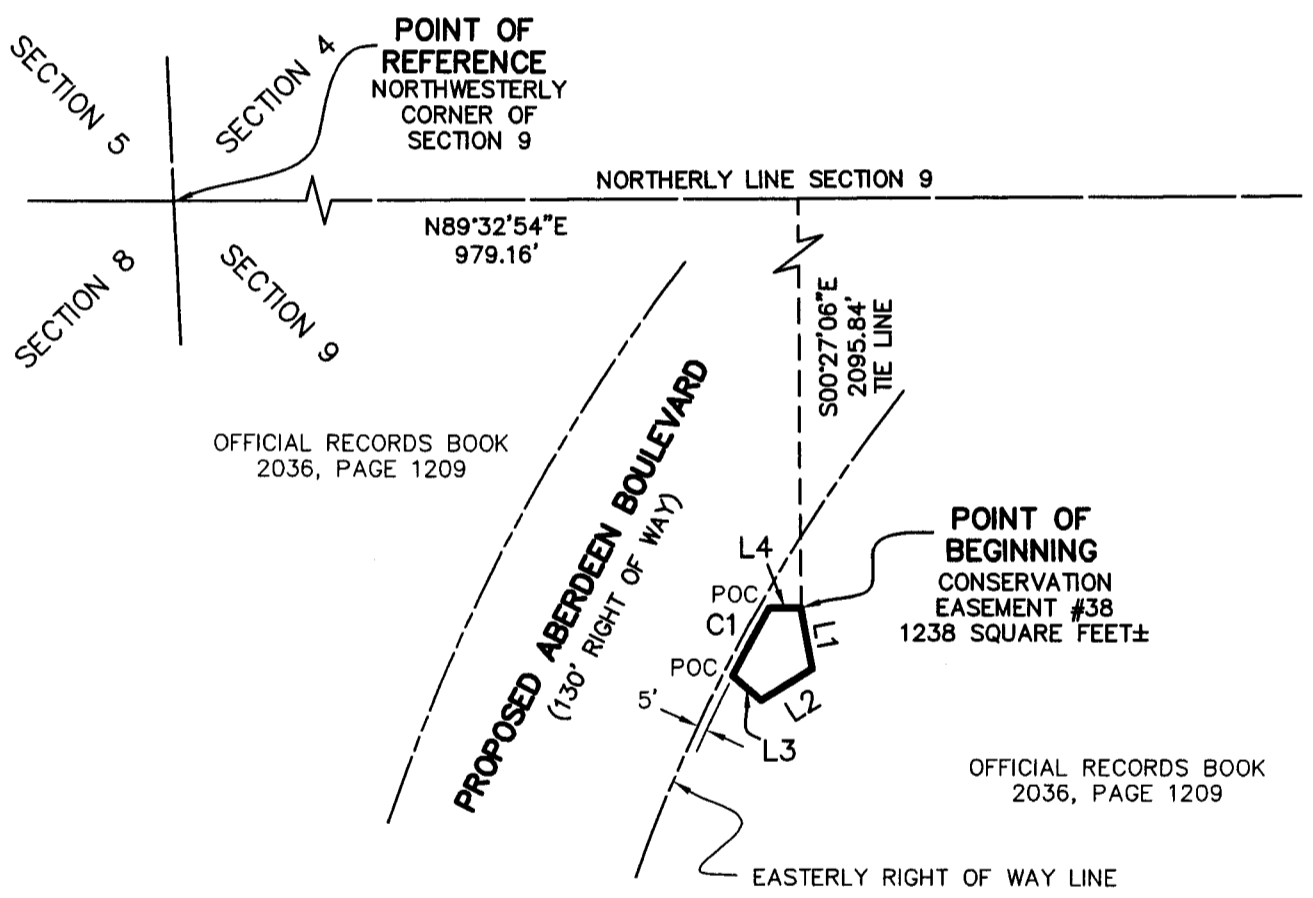 SECTION 5
SECTION 4
POINT OF
REFERENCE
NORTHWESTERLY
CORNER OF
SECTION 9
NORTHERLY LINE SECTION 9
N89°32'54"E
979.16'
SECTION 8
SECTION 9
S00°27'06"E
2095.84'
TIE LINE
OFFICIAL RECORDS BOOK
2036, PAGE 1209
PROPOSED ABERDEEN BOULEVARD
(130' RIGHT OF WAY)
POINT OF
BEGINNING
CONSERVATION
EASEMENT #38
1238 SQUARE FEET±
L4
POC
C1
L1
POC
5'
L2
L3
OFFICIAL RECORDS BOOK
2036, PAGE 1209
EASTERLY RIGHT OF WAY LINE